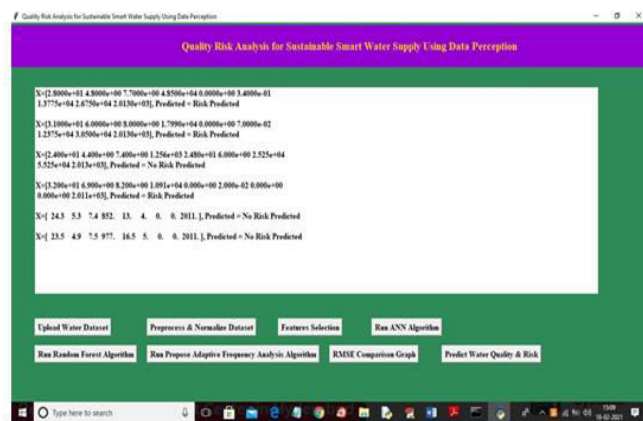 Quality Risk Analysis for Sustainable Smart Water Supply Using Data Perception
Quality Risk Analysis for Sustainable Smart Water Supply Using Data Perception
X=[2.8000e+01 4.8000e+00 7.7000e+00 4.8500e+04 0.0000e+00 3.4000e-01
1.3775e+04 2.6750e+04 2.0130e+03], Predicted = Risk Predicted
X=[3.1000e+01 6.0000e+00 8.0000e+00 1.7990e+04 0.0000e+00 7.0000e-02
1.2375e+04 3.0500e+04 2.0130e+03], Predicted = Risk Predicted
X=[2.400e+01 4.400e+00 7.400e+00 1.256e+03 2.480e+01 6.000e+00 2.525e+04
5.525e+04 2.013e+03], Predicted = No Risk Predicted
X=[3.200e+01 6.900e+00 8.200e+00 1.091e+04 0.000e+00 2.000e-02 0.000e+00
0.000e+00 2.011e+03], Predicted = Risk Predicted
X=[ 24.3 5.3 7.4 852. 13. 4. 0. 0. 2011. ], Predicted = No Risk Predicted
X=[ 23.5 4.9 7.5 977. 16.5 5. 0. 0. 2011. ], Predicted = No Risk Predicted
Upload Water Dataset Preprocess & Normalize Dataset Features Selection Run ANN Algorithm
Run Random Forest Algorithm Run Propose Adaptive Frequency Analysis Algorithm RMSE Comparison Graph Predict Water Quality & Risk
Type here to search
15:09
18-02-2021